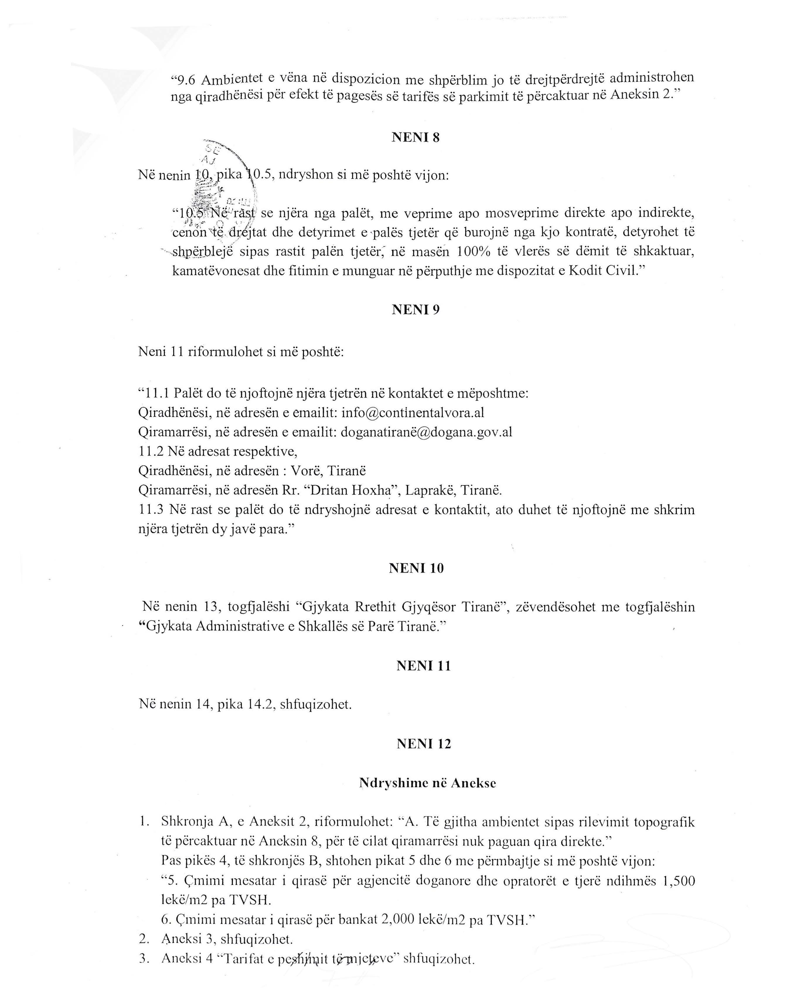 “9.6 Ambientet e vëna në dispozicion me shpërblim jo të drejtpërdrejtë administrohen
nga qiradhënësi për efekt të pagesës së tarifës së parkimit të përcaktuar në Aneksin 2.”
NENI 8
SË
AJ
Në nenin 10, pika 10.5, ndryshon si më poshtë vijon:
“10.5 Në rast se njëra nga palët, me veprime apo mosveprime direkte apo indirekte,
cenon të drejtat dhe detyrimet e palës tjetër që burojnë nga kjo kontratë, detyrohet të
shpërblejë sipas rastit palën tjetër, në masën 100% të vlerës së dëmit të shkaktuar,
kamatëvonesat dhe fitimin e munguar në përputhje me dispozitat e Kodit Civil.”
NENI 9
Neni 11 riformulohet si më poshtë:
“11.1 Palët do të njoftojnë njëra tjetrën në kontaktet e mëposhtme:
Qiradhënësi, në adresën e emailit: info@continentalvora.al
Qiramarrësi, në adresën e emailit: doganatiranë@dogana.gov.al
11.2 Në adresat respektive,
Qiradhënësi, në adresën : Vorë, Tiranë
Qiramarrësi, në adresën Rr. “Dritan Hoxha”, Laprakë, Tiranë.
11.3 Në rast se palët do të ndryshojnë adresat e kontaktit, ato duhet të njoftojnë me shkrim
njëra tjetrën dy javë para.”
NENI 10
Në nenin 13, togfjalëshi “Gjykata Rrethit Gjyqësor Tiranë”, zëvendësohet me togfjalëshin
“Gjykata Administrative e Shkallës së Parë Tiranë.”
NENI 11
Në nenin 14, pika 14.2, shfuqizohet.
NENI 12
Ndryshime në Anekse
1. Shkronja A, e Aneksit 2, riformulohet: “A. Të gjitha ambientet sipas rilevimit topografik
të përcaktuar në Aneksin 8, për të cilat qiramarrësi nuk paguan qira direkte.”
Pas pikës 4, të shkronjës B, shtohen pikat 5 dhe 6 me përmbajtje si më poshtë vijon:
“5. Çmimi mesatar i qirasë për agjencitë doganore dhe opratorët e tjerë ndihmës 1,500
lekë/m2 pa TVSH.
6. Çmimi mesatar i qirasë për bankat 2,000 lekë/m2 pa TVSH.”
2. Aneksi 3, shfuqizohet.
3. Aneksi 4 “Tarifat e peshimit të mjeteve” shfuqizohet.